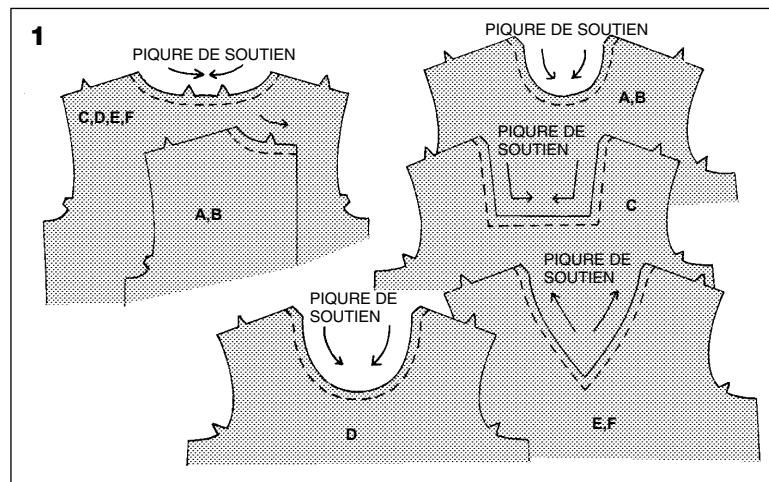 1
PIQURE DE SOUTIEN
C,D,E,F
A,B
PIQURE DE SOUTIEN
A,B
PIQURE DE
SOUTIEN
C
PIQURE DE
SOUTIEN
E,F
PIQURE DE
SOUTIEN
D